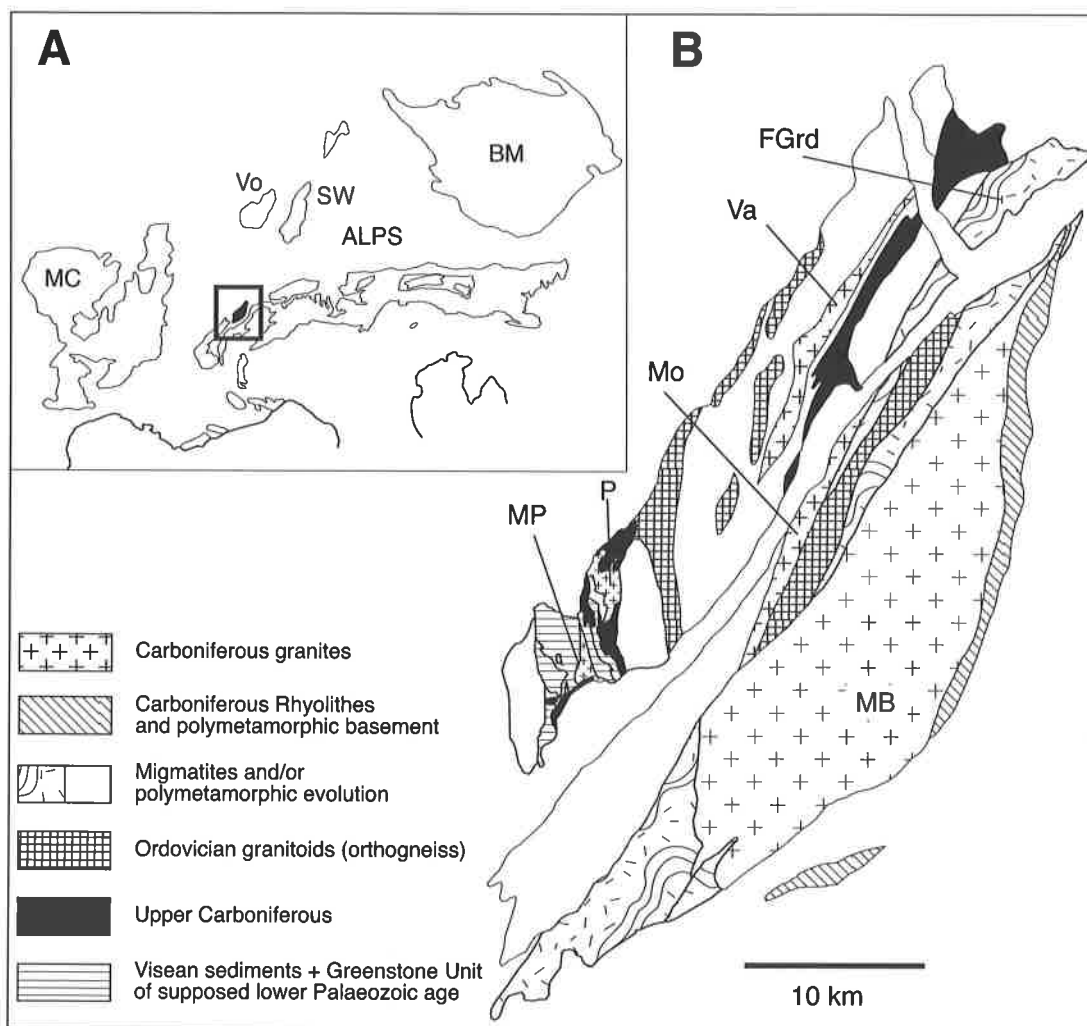 A
BM
Vo
SW
ALPS
MC
B
FGrd
Va
Mo
P
MP
MB
Carboniferous granites
Carboniferous Rhyolithes
and polymetamorphic basement
Migmatites and/or
polymetamorphic evolution
Ordovician granitoids (orthogneiss)
Upper Carboniferous
Visean sediments + Greenstone Unit
of supposed lower Palaeozoic age
10 km